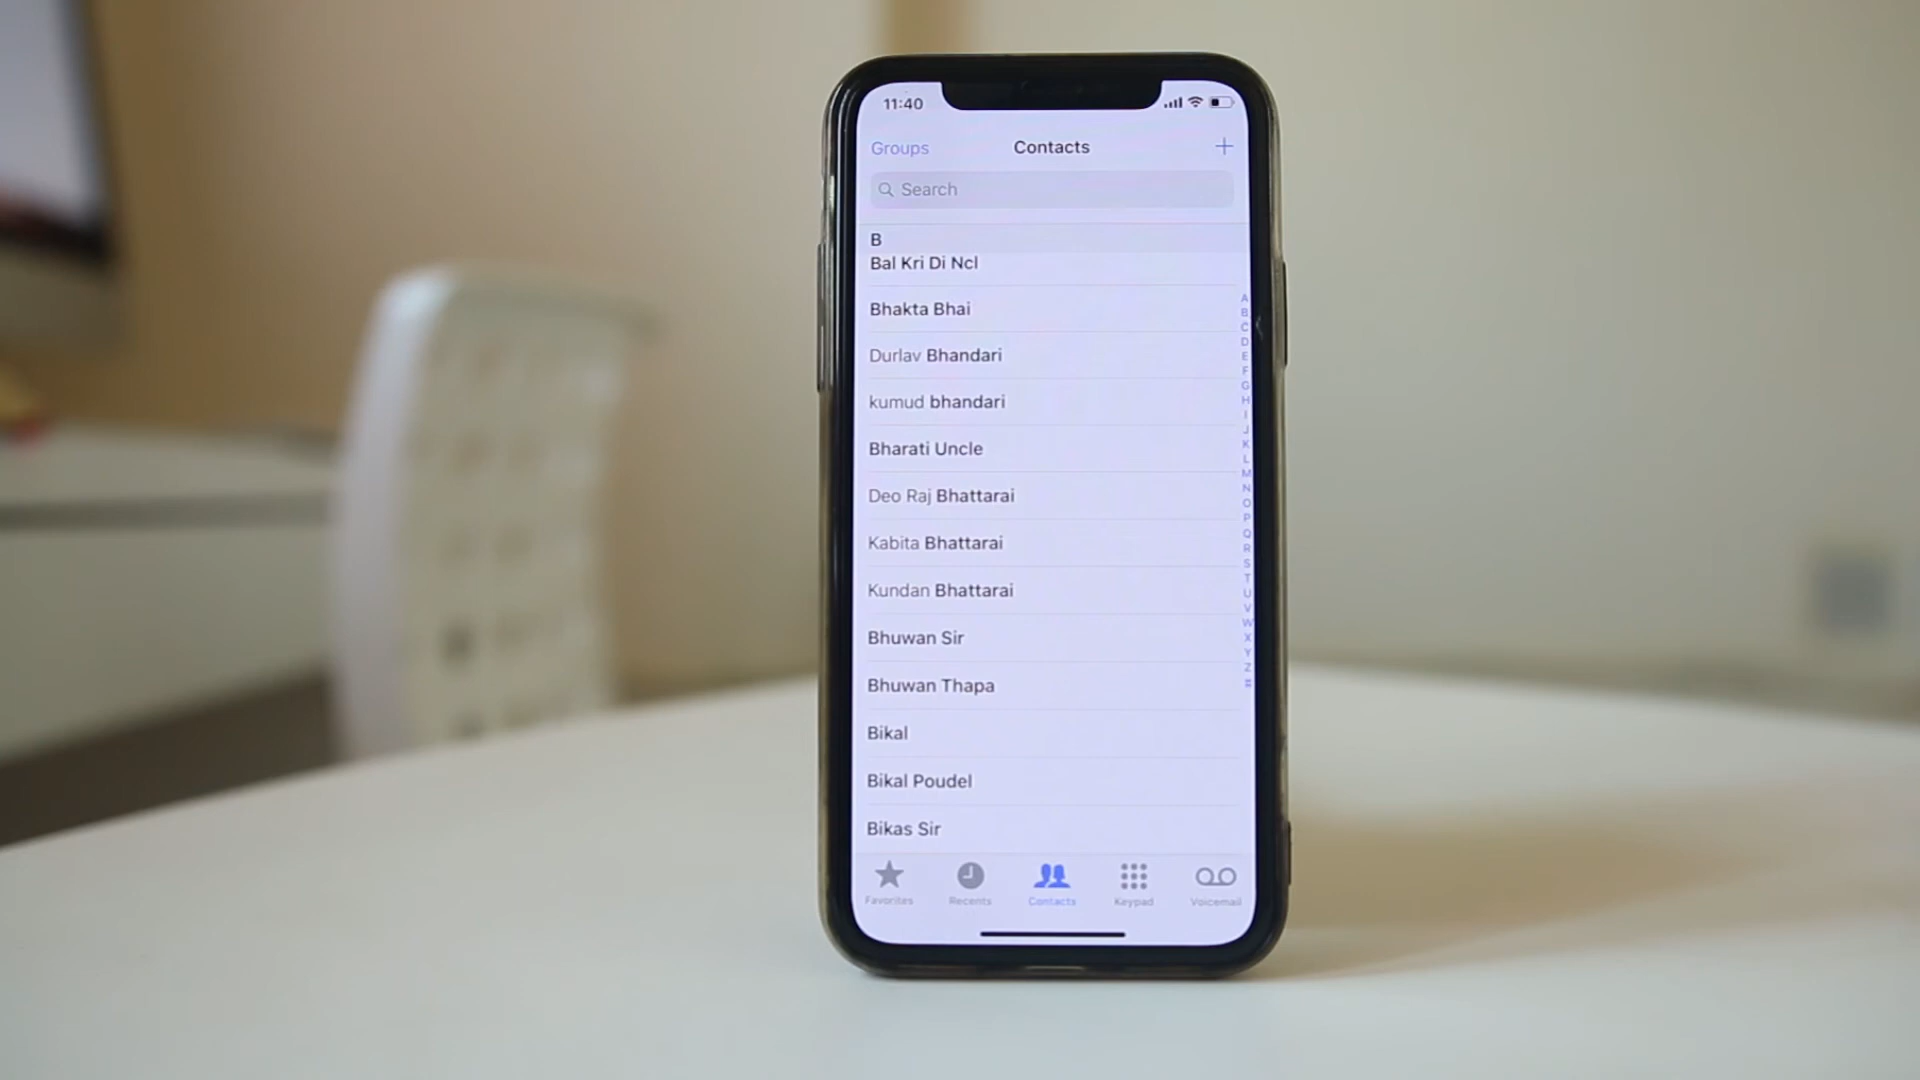 11:40
Groups Contacts +
Search
B
Bal Kri Di Ncl
Bhakta Bhai
Durlav Bhandari
kumud bhandari
Bharati Uncle
Deo Raj Bhattarai
Kabita Bhattarai
Kundan Bhattarai
Bhuwan Sir
Bhuwan Thapa
Bikal
Bikal Poudel
Bikas Sir
A
B
C
D
E
F
G
H
I
J
K
L
M
N
O
P
Q
R
S
T
U
V
W
X
Y
Z
#
Favorites Recents Contacts Keypad Voicemail